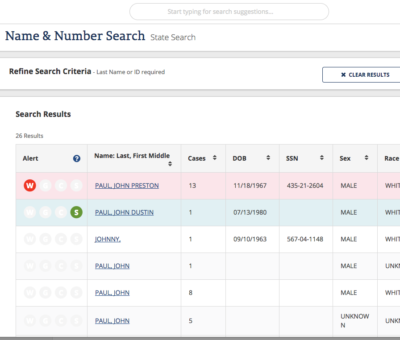 Start typing for search suggestions...
Name & Number Search State Search
Refine Search Criteria - Last Name or ID required
✖ CLEAR RESULTS
Search Results
26 Results
Alert ? Name: Last, First Middle Cases DOB SSN Sex Race
W PAUL, JOHN PRESTON 13 11/18/1967 435-21-2604 MALE WHIT
S PAUL, JOHN DUSTIN 1 07/13/1980 MALE WHIT
JOHNNY, 1 09/10/1963 567-04-1148 MALE WHIT
PAUL, JOHN 1 MALE UNKN
PAUL, JOHN 8 MALE WHIT
PAUL, JOHN 5 UNKNOW
N UNKN